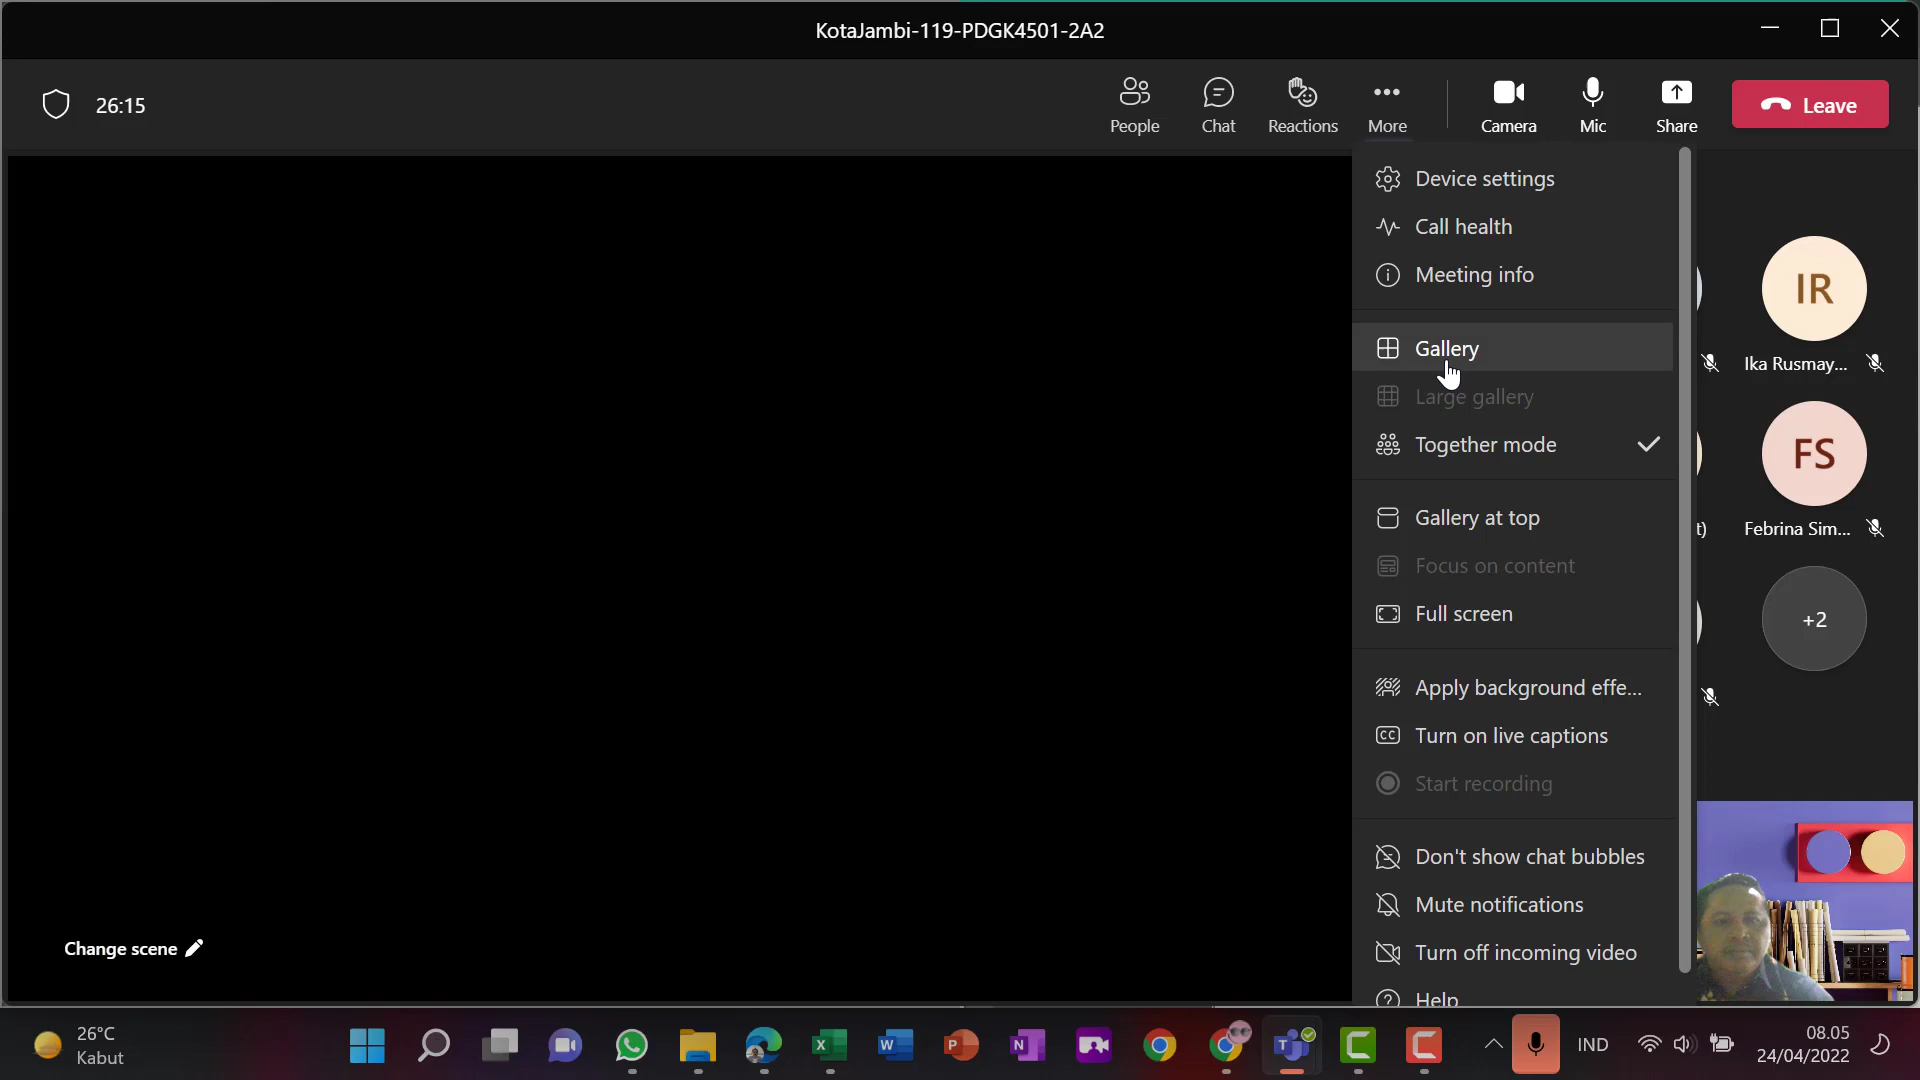 KotaJambi-119-PDGK4501-2A2
26:15
People
Chat
Reactions
More
Camera
Mic
Share
Leave
Device settings
Call health
Meeting info
Gallery
Large gallery
Together mode
Gallery at top
Focus on content
Full screen
Apply background effe...
Turn on live captions
Start recording
Don't show chat bubbles
Mute notifications
Turn off incoming video
Help
IR
Ika Rusmay...
FS
t)
Febrina Sim...
+2
Change scene
26°C
Kabut
IND
08.05
24/04/2022